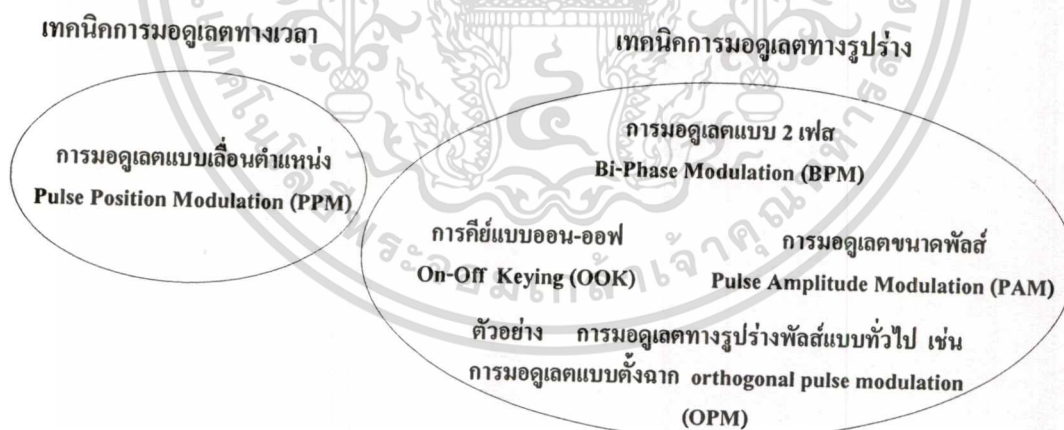 เทคนิคการมอดูเลตทางเวลา
เทคนิคการมอดูเลตทางรูปร่าง
การมอดูเลตแบบเลื่อนตำแหน่ง
Pulse Position Modulation (PPM)
การมอดูเลตแบบ 2 เฟส
Bi-Phase Modulation (BPM)
การคีย์แบบออน-ออฟ
On-Off Keying (OOK)
การมอดูเลตขนาดพัลส์
Pulse Amplitude Modulation (PAM)
ตัวอย่าง การมอดูเลตทางรูปร่างพัลส์แบบทั่วไป เช่น
การมอดูเลตแบบตั้งฉาก orthogonal pulse modulation
(OPM)